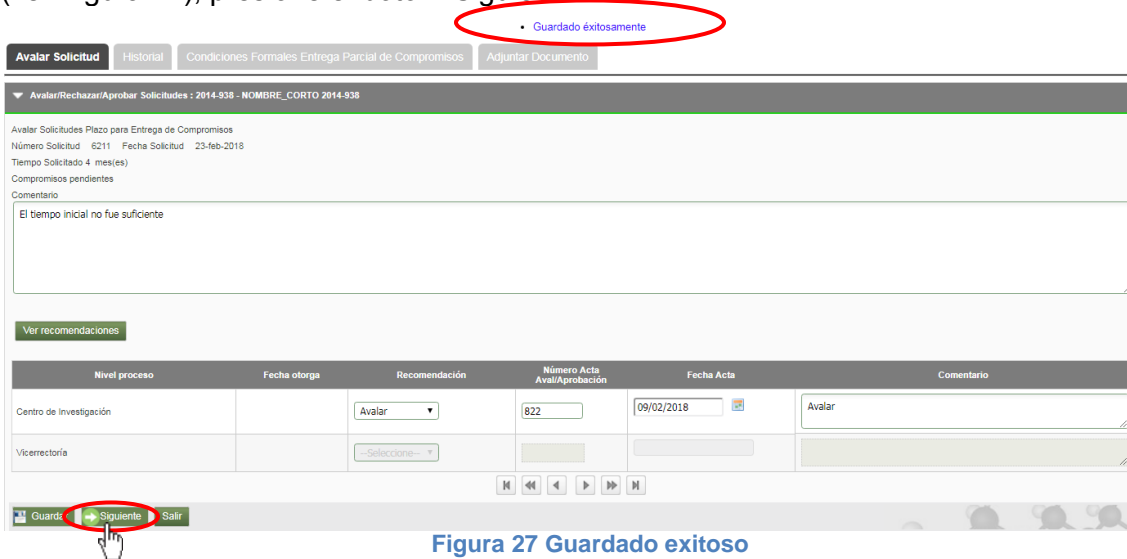 • Guardado éxitosamente
Avalar Solicitud Historial Condiciones Formales Entrega Parcial de Compromisos Adjuntar Documento
Avalar/Rechazar/Aprobar Solicitudes : 2014-938 - NOMBRE_CORTO 2014-938
Avalar Solicitudes Plazo para Entrega de Compromisos
Número Solicitud 6211 Fecha Solicitud 23-feb-2018
Tiempo Solicitado 4 mes(es)
Compromisos pendientes
Comentario
El tiempo inicial no fue suficiente
Ver recomendaciones
Nivel proceso Fecha otorga Recomendación Número Acta Aval/Aprobación Fecha Acta Comentario
Centro de Investigación Avalar 822 09/02/2018 Avalar
Vicerrectoría --Seleccione--
Guardar Siguiente Salir
Figura 27 Guardado exitoso